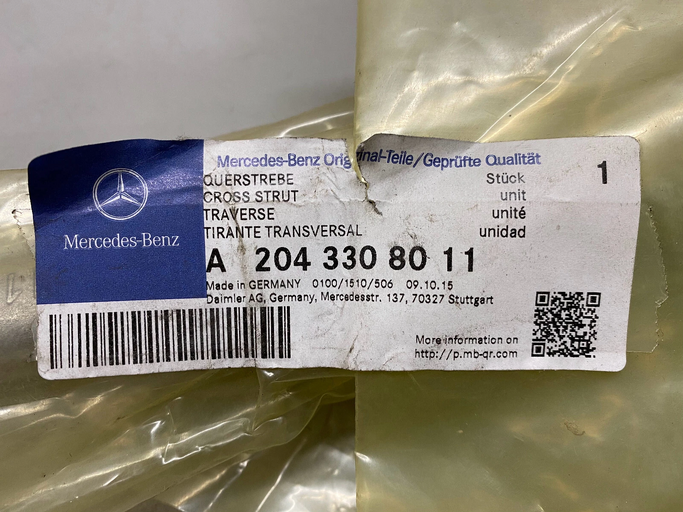 Mercedes-Benz Original-Teile/Geprüfte Qualität
QUERSTREBE Stück 1
CROSS STRUT unit
TRAVERSE unité
TIRANTE TRANSVERSAL unidad
Mercedes-Benz
A 204 330 80 11
Made in GERMANY 0100/1510/506 09.10.15
Daimler AG, Germany, Mercedesstr. 137, 70327 Stuttgart
More information on
http://p.mb-qr.com